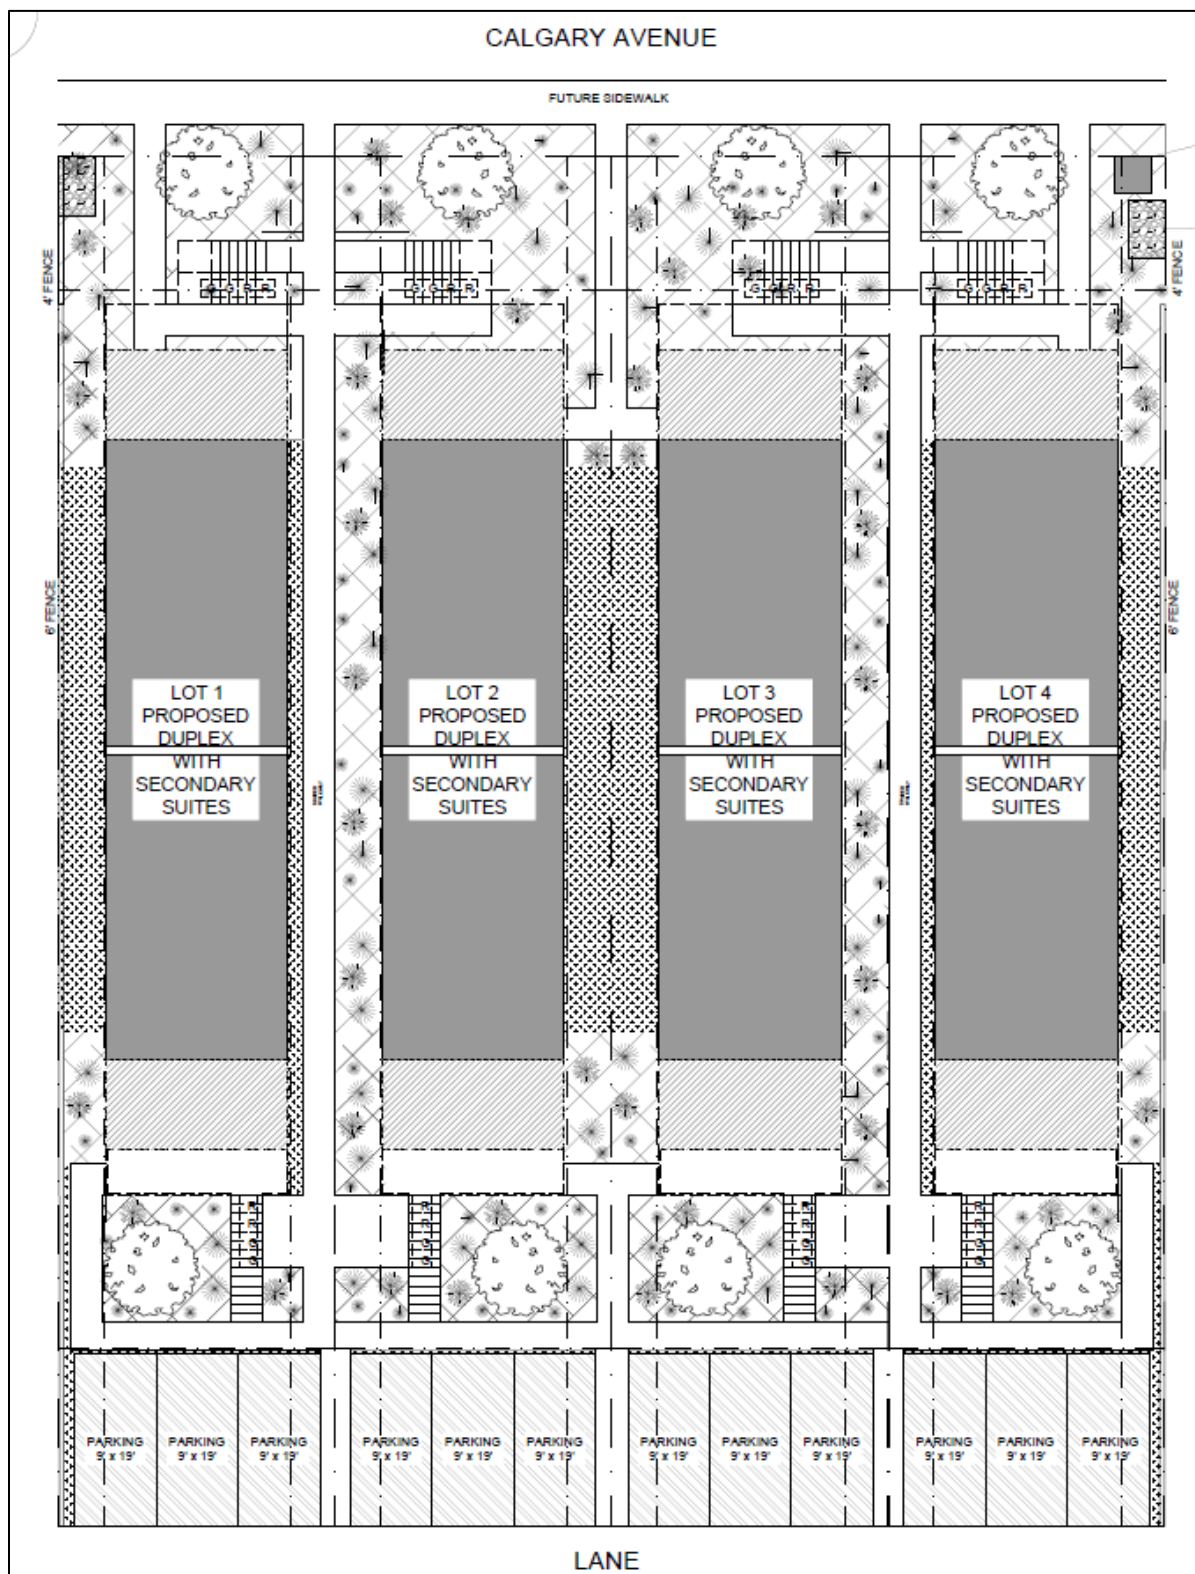 CALGARY AVENUE
FUTURE SIDEWALK
4' FENCE
4' FENCE
G G R R
G G R R
G G R R
G G R R
6' FENCE
6' FENCE
LOT 1
PROPOSED
DUPLEX
WITH
SECONDARY
SUITES
LOT 2
PROPOSED
DUPLEX
WITH
SECONDARY
SUITES
LOT 3
PROPOSED
DUPLEX
WITH
SECONDARY
SUITES
LOT 4
PROPOSED
DUPLEX
WITH
SECONDARY
SUITES
R
R
G
G
R
R
G
G
R
R
G
G
R
R
G
G
PARKING
9' x 19'
PARKING
9' x 19'
PARKING
9' x 19'
PARKING
9' x 19'
PARKING
9' x 19'
PARKING
9' x 19'
PARKING
9' x 19'
PARKING
9' x 19'
PARKING
9' x 19'
PARKING
9' x 19'
PARKING
9' x 19'
PARKING
9' x 19'
LANE